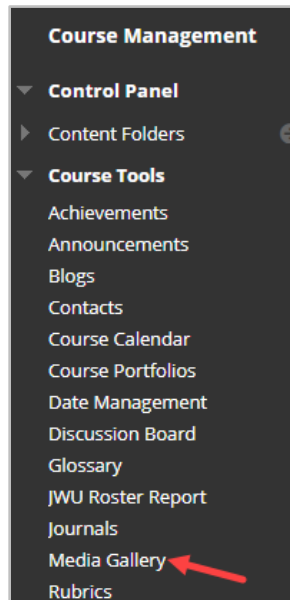 Course Management
Control Panel
Content Folders
Course Tools
Achievements
Announcements
Blogs
Contacts
Course Calendar
Course Portfolios
Date Management
Discussion Board
Glossary
JWU Roster Report
Journals
Media Gallery
Rubrics